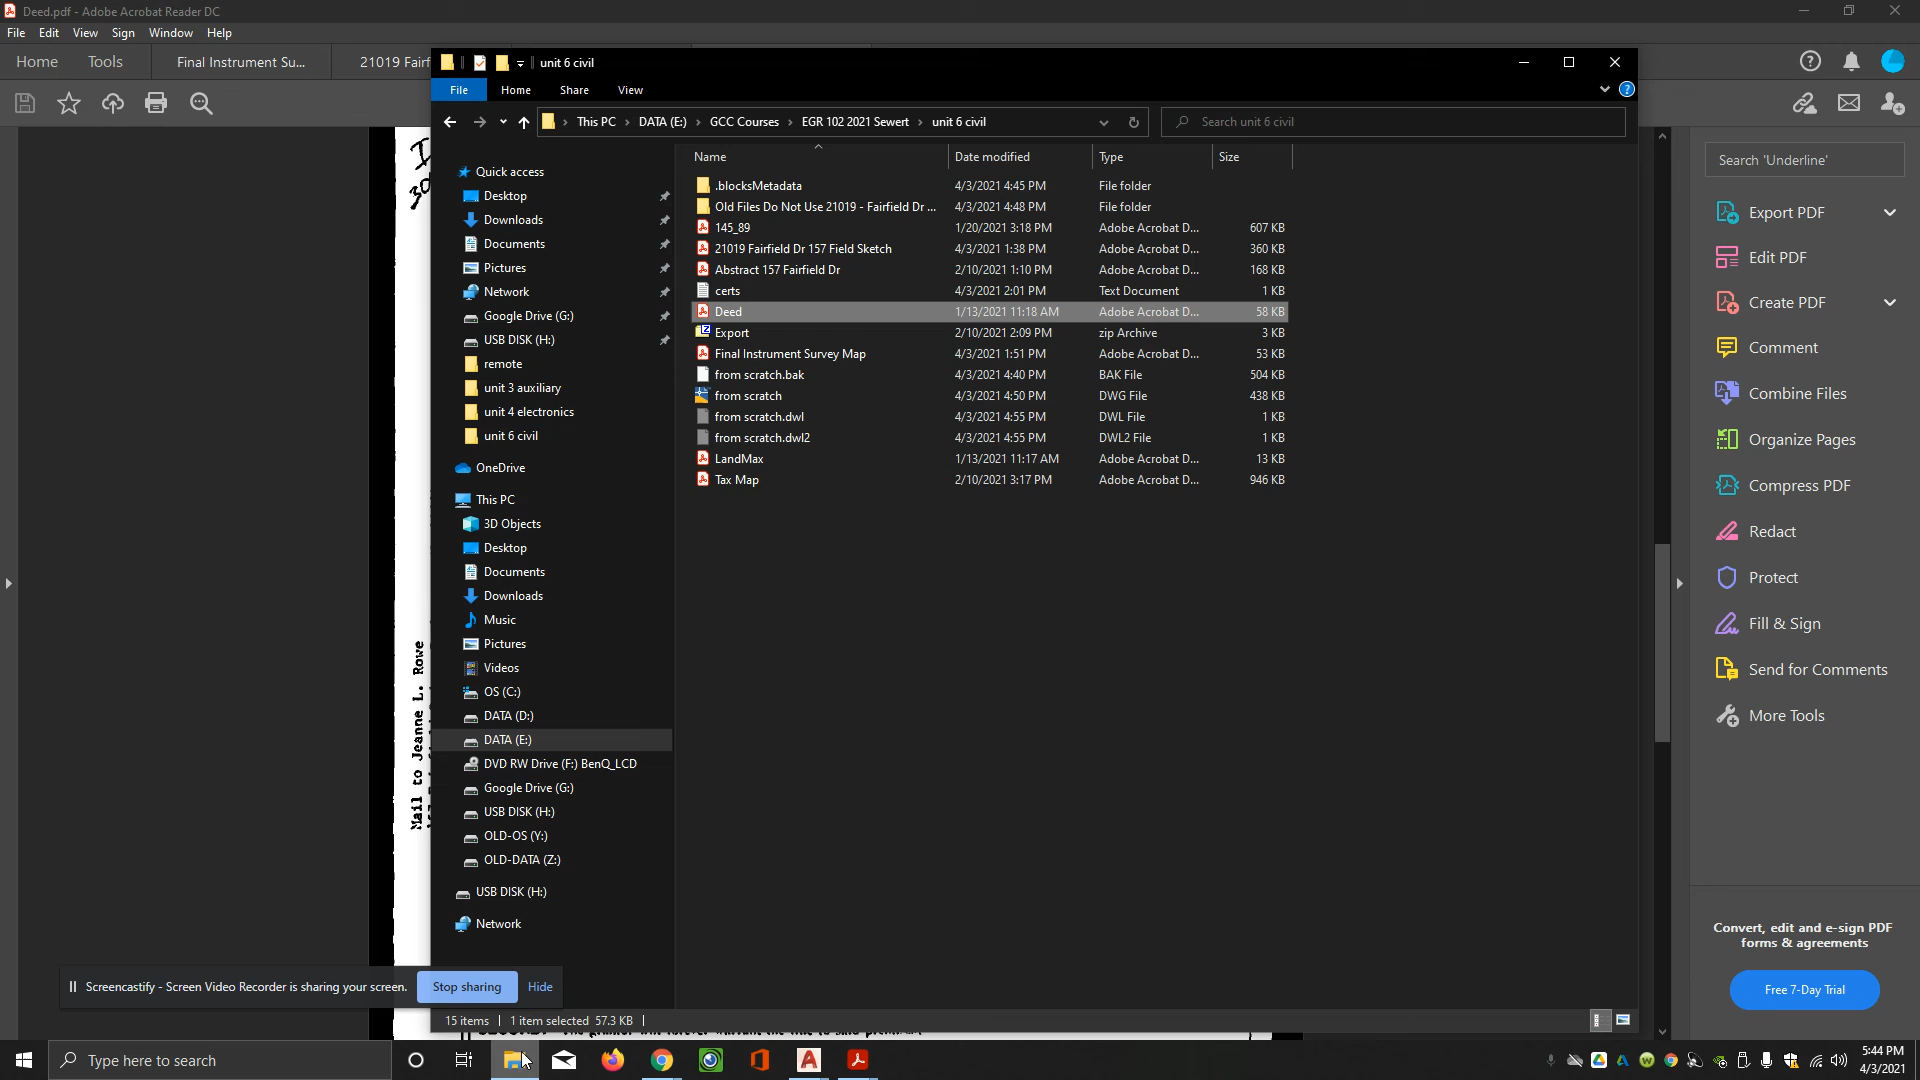 Deed.pdf - Adobe Acrobat Reader DC
File Edit View Sign Window Help
Home Tools Final Instrument Su... 21019 Fairf
unit 6 civil
File Home Share View
This PC > DATA (E:) > GCC Courses > EGR 102 2021 Sewert > unit 6 civil
Search unit 6 civil
Name Date modified Type Size
.blocksMetadata 4/3/2021 4:45 PM File folder
Old Files Do Not Use 21019 - Fairfield Dr ... 4/3/2021 4:48 PM File folder
145_89 1/20/2021 3:18 PM Adobe Acrobat D... 607 KB
21019 Fairfield Dr 157 Field Sketch 4/3/2021 1:38 PM Adobe Acrobat D... 360 KB
Abstract 157 Fairfield Dr 2/10/2021 1:10 PM Adobe Acrobat D... 168 KB
certs 4/3/2021 2:01 PM Text Document 1 KB
Deed 1/13/2021 11:18 AM Adobe Acrobat D... 58 KB
Export 2/10/2021 2:09 PM zip Archive 3 KB
Final Instrument Survey Map 4/3/2021 1:51 PM Adobe Acrobat D... 53 KB
from scratch.bak 4/3/2021 4:40 PM BAK File 504 KB
from scratch 4/3/2021 4:50 PM DWG File 438 KB
from scratch.dwl 4/3/2021 4:55 PM DWL File 1 KB
from scratch.dwl2 4/3/2021 4:55 PM DWL2 File 1 KB
LandMax 1/13/2021 11:17 AM Adobe Acrobat D... 13 KB
Tax Map 2/10/2021 3:17 PM Adobe Acrobat D... 946 KB
Quick access
Desktop
Downloads
Documents
Pictures
Network
Google Drive (G:)
USB DISK (H:)
remote
unit 3 auxiliary
unit 4 electronics
unit 6 civil
OneDrive
This PC
3D Objects
Desktop
Documents
Downloads
Music
Pictures
Videos
OS (C:)
DATA (D:)
DATA (E:)
DVD RW Drive (F:) BenQ_LCD
Google Drive (G:)
USB DISK (H:)
OLD-OS (Y:)
OLD-DATA (Z:)
USB DISK (H:)
Network
15 items 1 item selected 57.3 KB
Mail to Jeanne L. Rowe
Screencastify - Screen Video Recorder is sharing your screen. Stop sharing Hide
Search 'Underline'
Export PDF
Edit PDF
Create PDF
Comment
Combine Files
Organize Pages
Compress PDF
Redact
Protect
Fill & Sign
Send for Comments
More Tools
Convert, edit and e-sign PDF
forms & agreements
Free 7-Day Trial
Type here to search
5:44 PM
4/3/2021